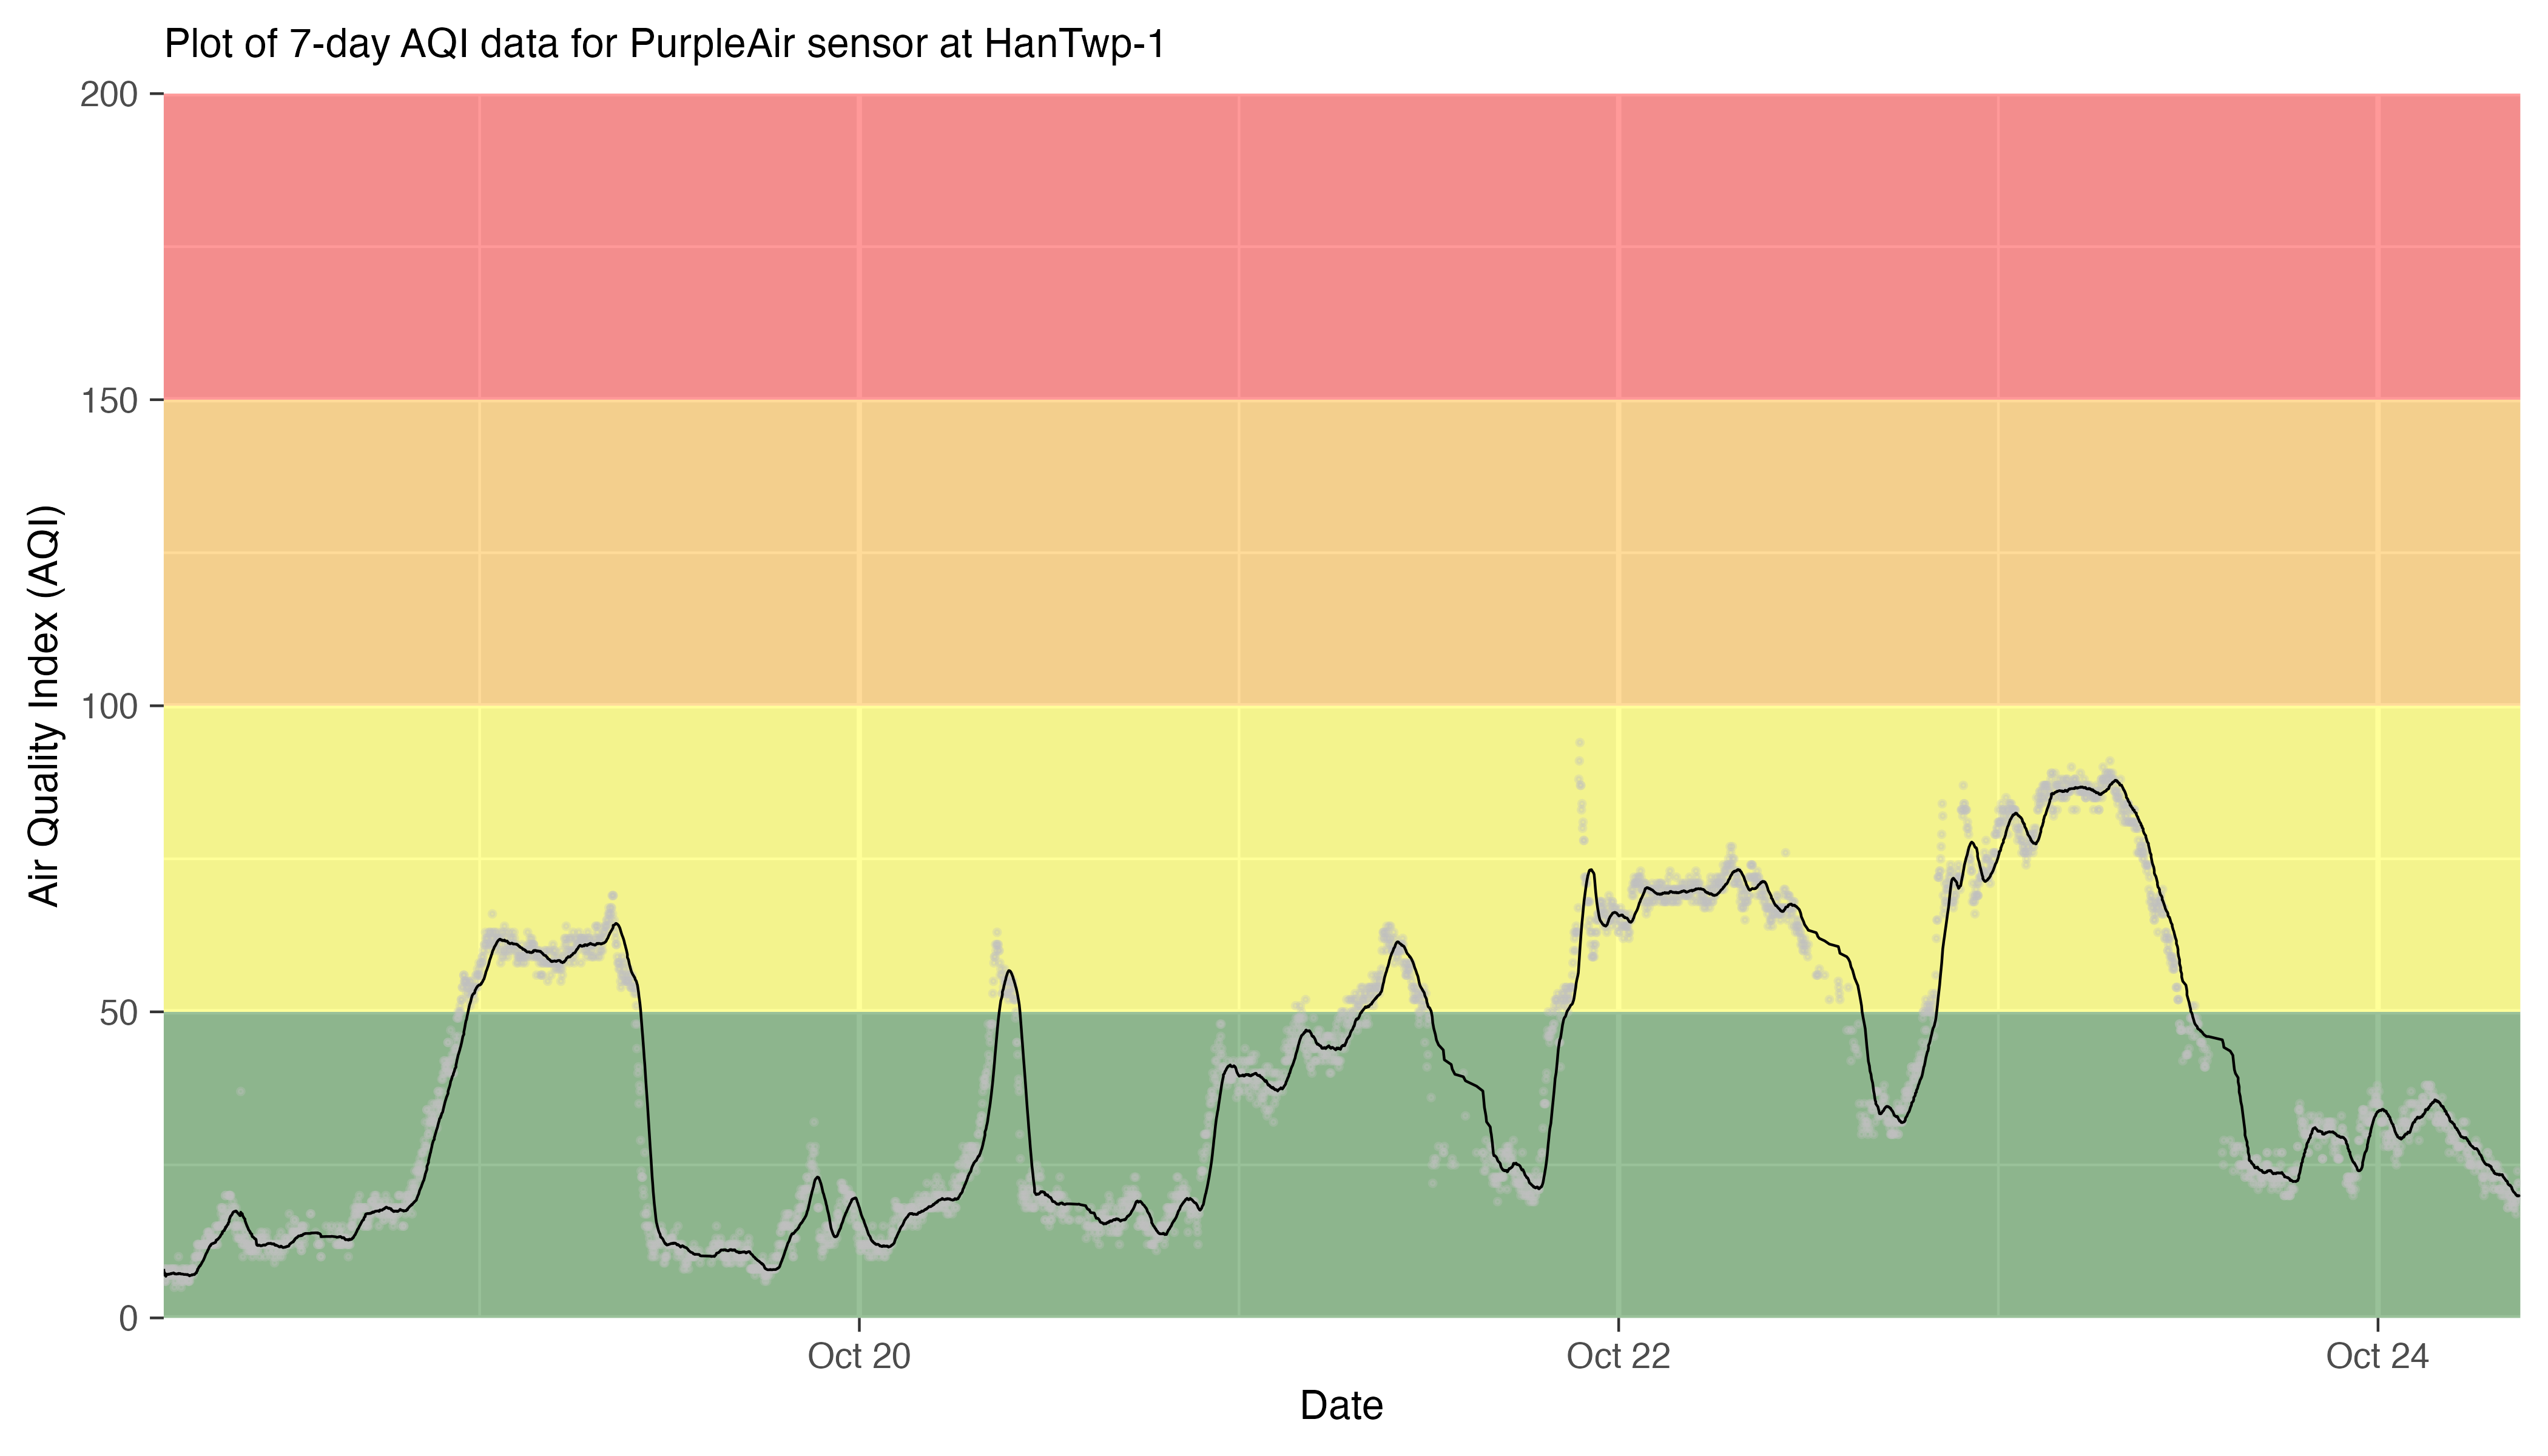 Plot of 7-day AQI data for PurpleAir sensor at HanTwp-1
200
150
100
50
0
Air Quality Index (AQI)
Oct 20
Oct 22
Oct 24
Date